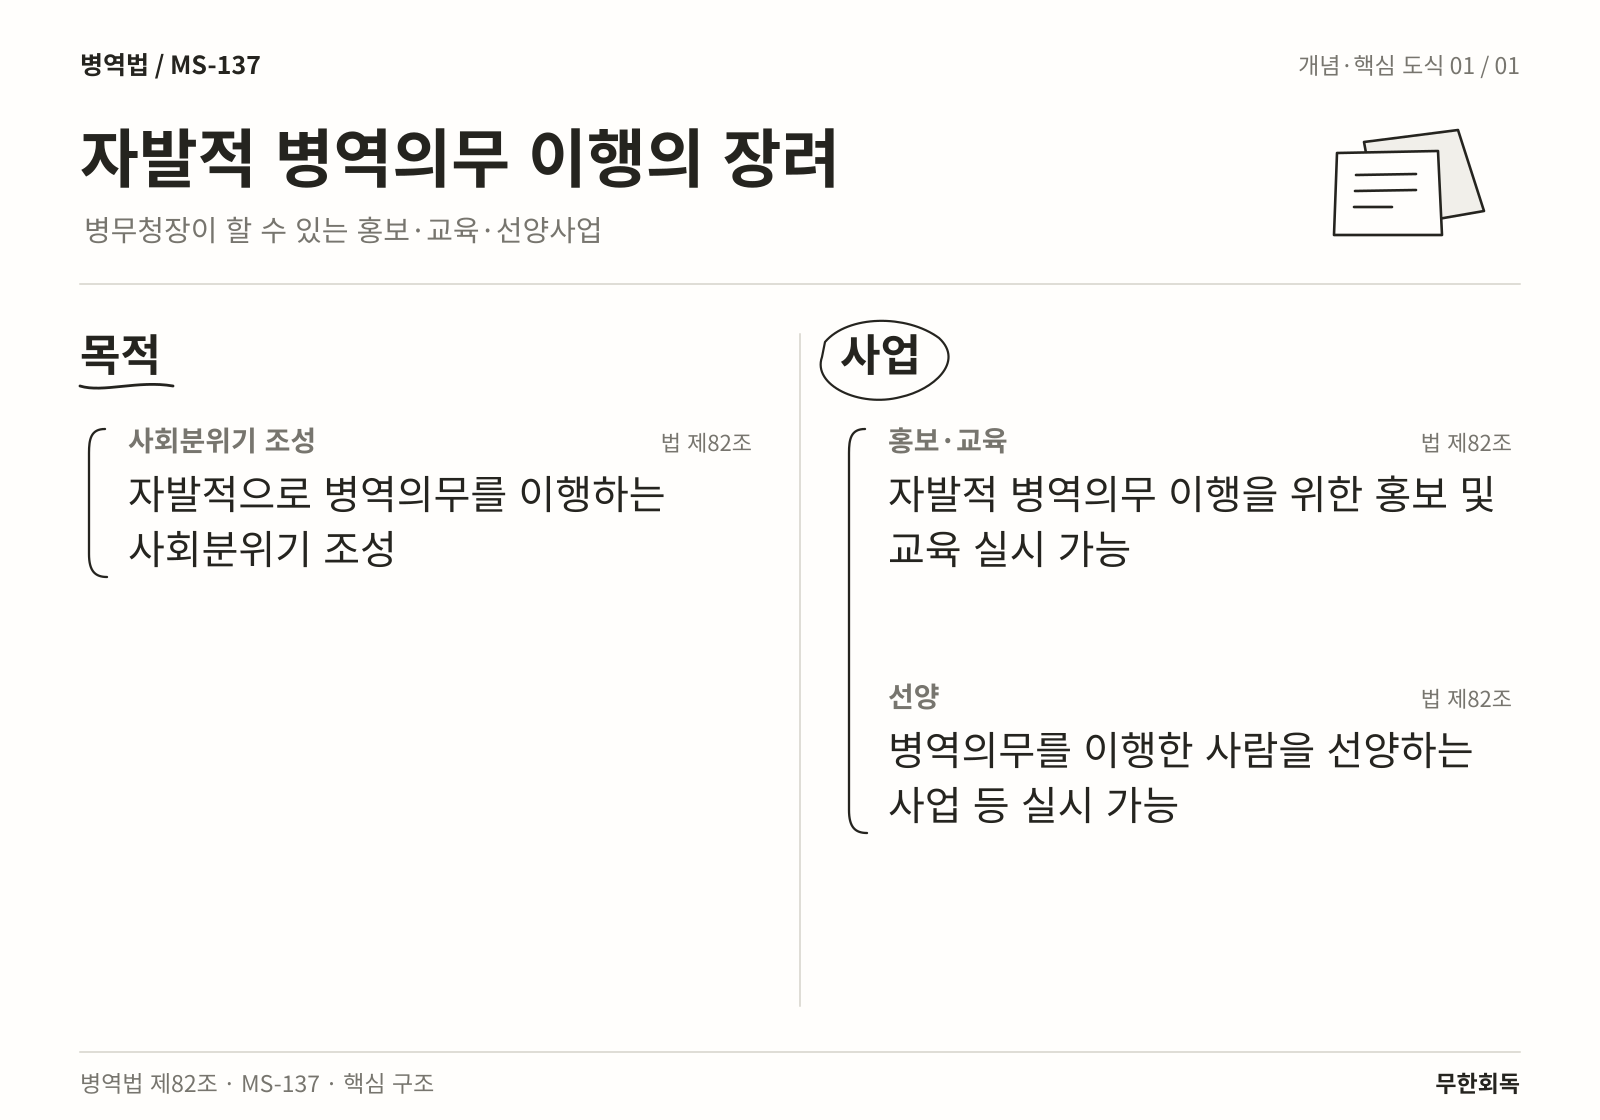 병역법 / MS-137
개념·핵심 도식 01 / 01
자발적 병역의무 이행의 장려
병무청장이 할 수 있는 홍보·교육·선양사업
목적
사회분위기 조성
법 제82조
자발적으로 병역의무를 이행하는
사회분위기 조성
사업
홍보·교육
법 제82조
자발적 병역의무 이행을 위한 홍보 및
교육 실시 가능
선양
법 제82조
병역의무를 이행한 사람을 선양하는
사업 등 실시 가능
병역법 제82조 · MS-137 · 핵심 구조
무한회독